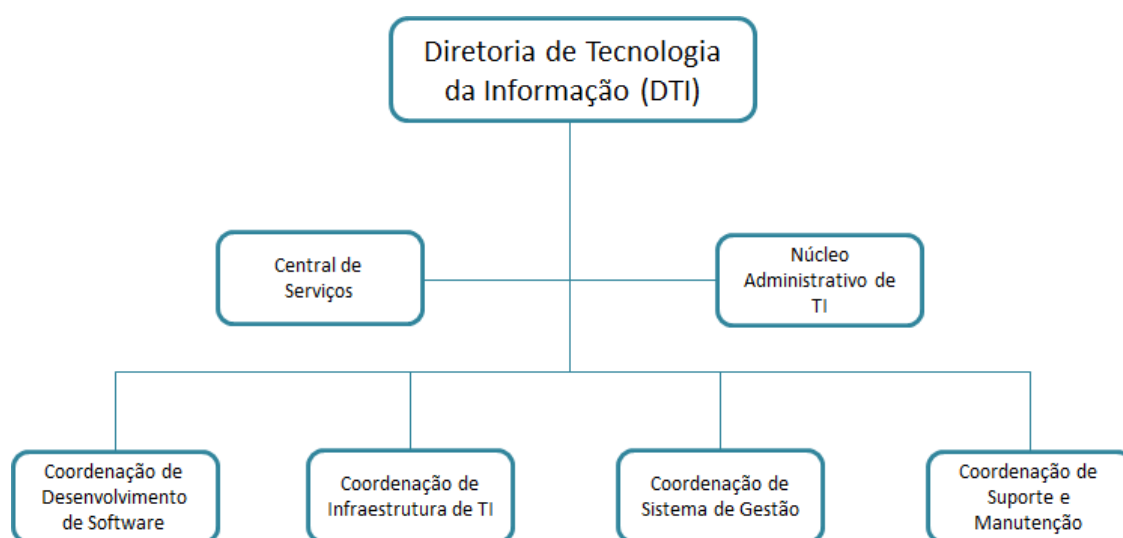 Diretoria de Tecnologia
da Informação (DTI)
Central de
Serviços
Núcleo
Administrativo de
TI
Coordenação de
Desenvolvimento
de Software
Coordenação de
Infraestrutura de TI
Coordenação de
Sistema de Gestão
Coordenação de
Suporte e
Manutenção